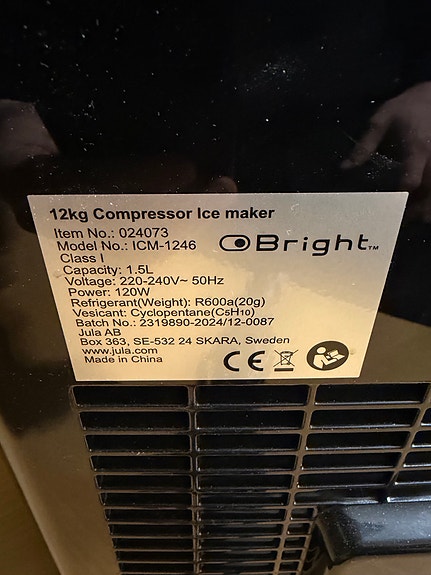 12kg Compressor Ice maker
Item No.: 024073
Model No.: ICM-1246
Bright™
Class I
Capacity: 1.5L
Voltage: 220-240V~ 50Hz
Power: 120W
Refrigerant(Weight): R600a(20g)
Vesicant: Cyclopentane(C5H10)
Batch No.: 2319890-2024/12-0087
Jula AB
Box 363, SE-532 24 SKARA, Sweden
www.jula.com
Made in China
CE